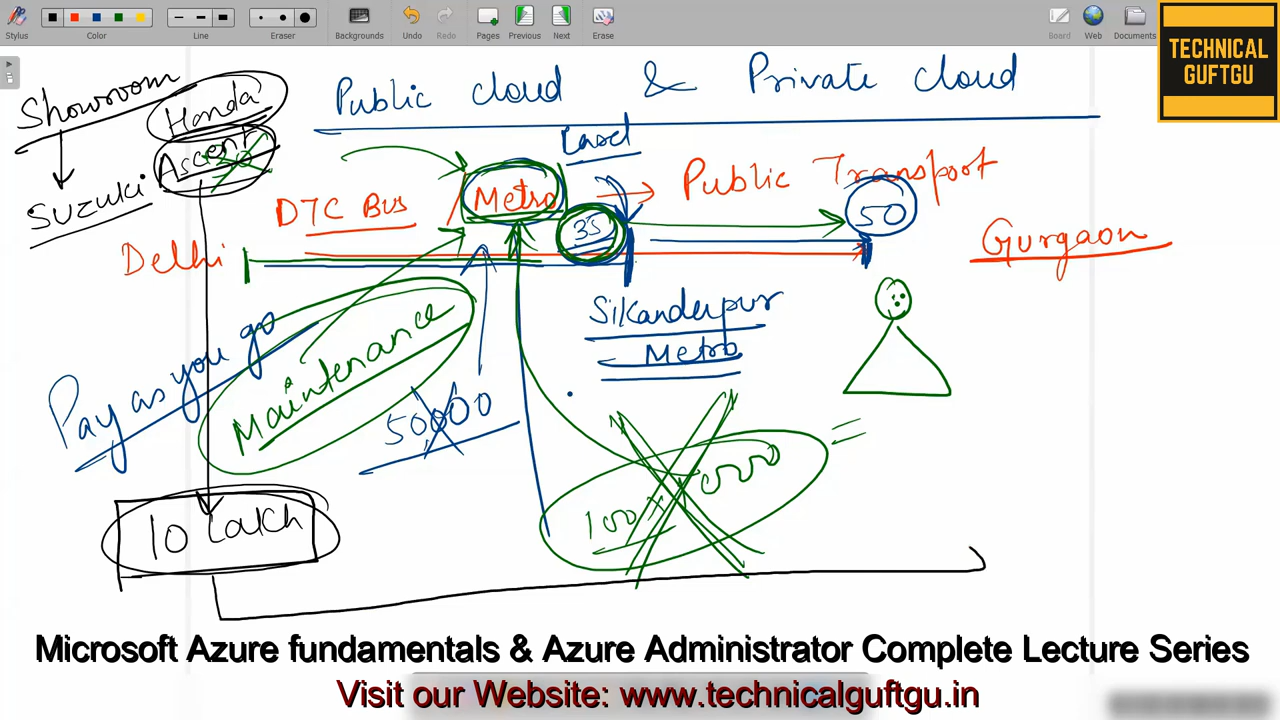 Stylus
Color
Line
Eraser
Backgrounds
Undo
Redo
Pages
Previous
Next
Erase
Board
Web
Documents
TECHNICAL
GUFTGU
Public cloud & Private cloud
Showroom
Honda
Ascent
Suzuki
DTC Bus
Metro
35
Public Transport
50
Delhi
Gurgaon
Sikanderpur
Metro
Pay as you go
Maintenance
50000
10 Lakh
Microsoft Azure fundamentals & Azure Administrator Complete Lecture Series
Visit our Website: www.technicalguftgu.in